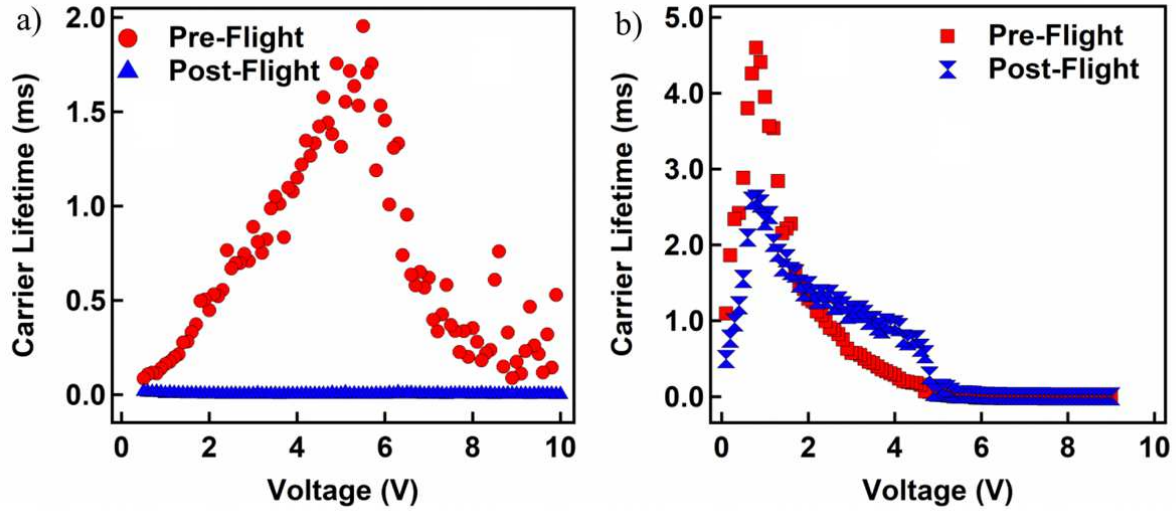 a)
2.0
1.5
1.0
0.5
0.0
Carrier Lifetime (ms)
Pre-Flight
Post-Flight
0 2 4 6 8 10
Voltage (V)
b)
5.0
4.0
3.0
2.0
1.0
0.0
Carrier Lifetime (ms)
Pre-Flight
Post-Flight
0 2 4 6 8 10
Voltage (V)